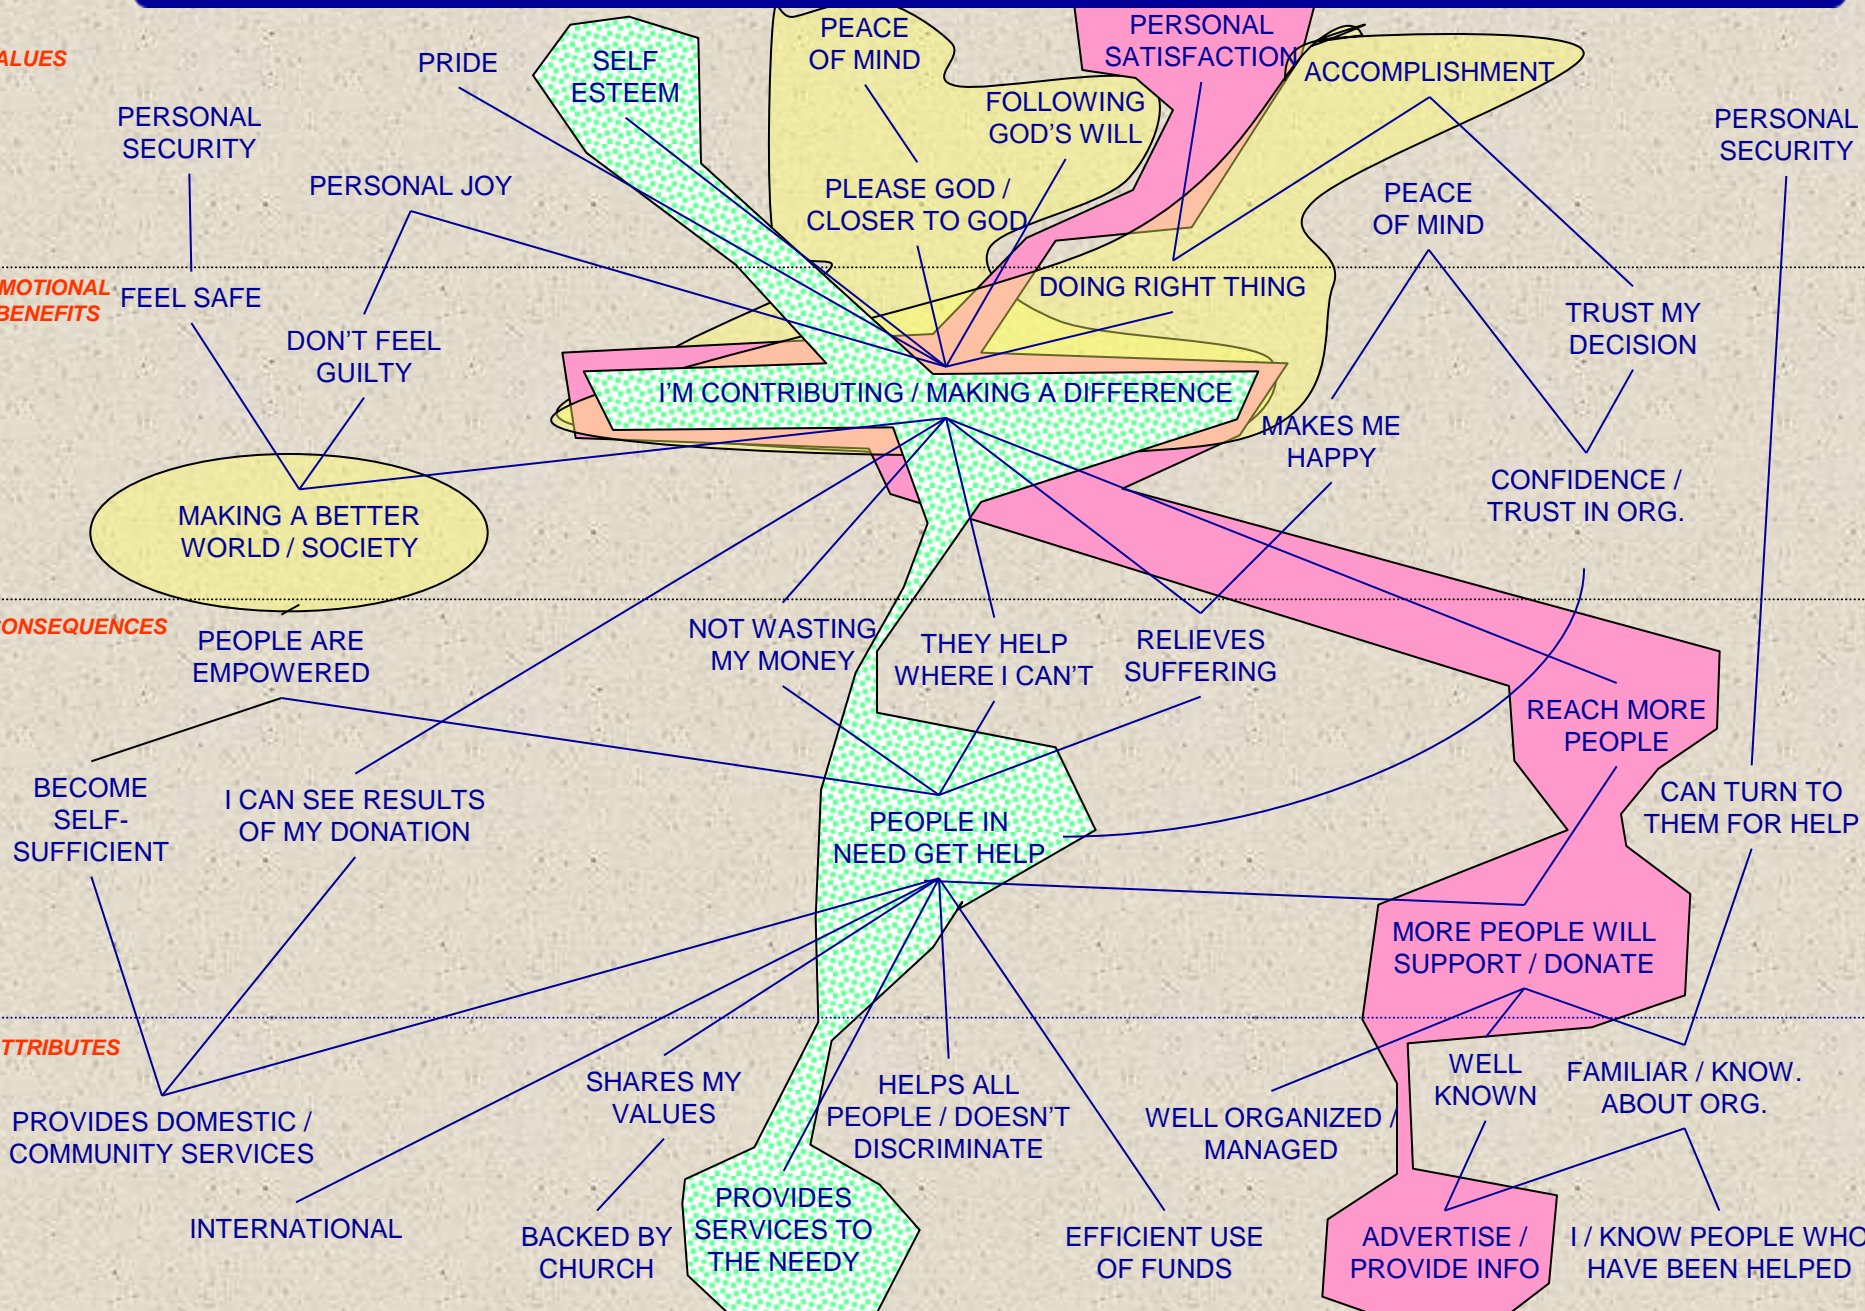 PERSONAL
SATISFACTION
PEACE
OF MIND
ALUES
PRIDE
SELF
ESTEEM
ACCOMPLISHMENT
FOLLOWING
GOD'S WILL
PERSONAL
SECURITY
PERSONAL
SECURITY
PERSONAL JOY
PLEASE GOD /
CLOSER TO GOD
PEACE
OF MIND
MOTIONAL
BENEFITS
FEEL SAFE
DOING RIGHT THING
TRUST MY
DECISION
DON'T FEEL
GUILTY
I'M CONTRIBUTING / MAKING A DIFFERENCE
MAKES ME
HAPPY
CONFIDENCE /
TRUST IN ORG.
MAKING A BETTER
WORLD / SOCIETY
ONSEQUENCES
PEOPLE ARE
EMPOWERED
NOT WASTING
MY MONEY
THEY HELP
WHERE I CAN'T
RELIEVES
SUFFERING
REACH MORE
PEOPLE
BECOME
SELF-
SUFFICIENT
I CAN SEE RESULTS
OF MY DONATION
PEOPLE IN
NEED GET HELP
CAN TURN TO
THEM FOR HELP
MORE PEOPLE WILL
SUPPORT / DONATE
TTRIBUTES
PROVIDES DOMESTIC /
COMMUNITY SERVICES
SHARES MY
VALUES
HELPS ALL
PEOPLE / DOESN'T
DISCRIMINATE
WELL ORGANIZED /
MANAGED
WELL
KNOWN
FAMILIAR / KNOW.
ABOUT ORG.
INTERNATIONAL
BACKED BY
CHURCH
PROVIDES
SERVICES TO
THE NEEDY
EFFICIENT USE
OF FUNDS
ADVERTISE /
PROVIDE INFO
I / KNOW PEOPLE WHO
HAVE BEEN HELPED